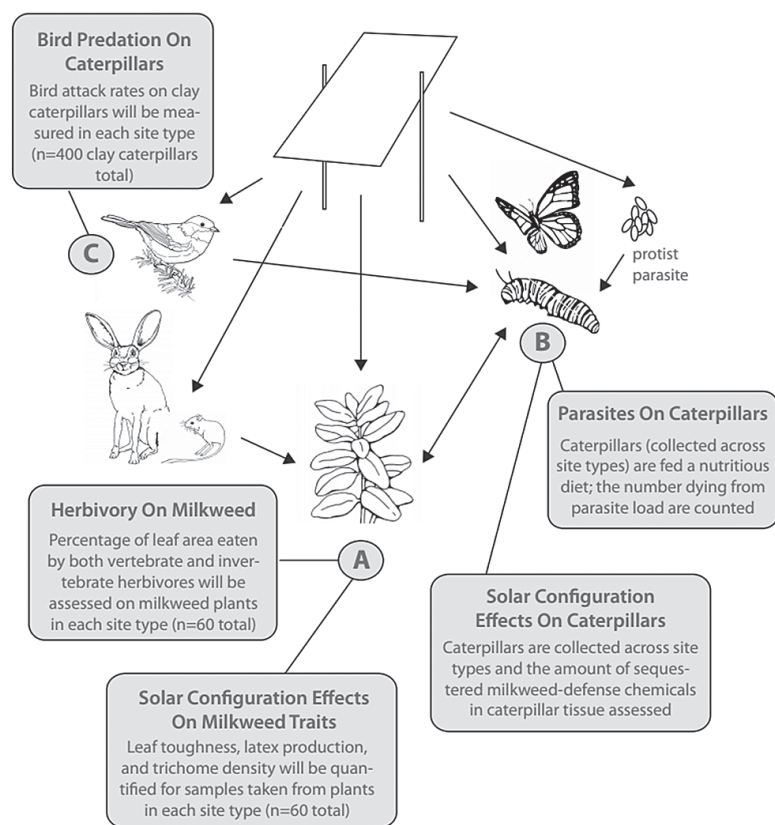 Bird Predation On
Caterpillars
Bird attack rates on clay
caterpillars will be mea-
sured in each site type
(n=400 clay caterpillars
total)
C
protist
parasite
B
Parasites On Caterpillars
Caterpillars (collected across
site types) are fed a nutritious
diet; the number dying from
parasite load are counted
Herbivory On Milkweed
Percentage of leaf area eaten
by both vertebrate and inver-
tebrate herbivores will be
assessed on milkweed plants
in each site type (n=60 total)
A
Solar Configuration
Effects On Caterpillars
Caterpillars are collected across site
types and the amount of seques-
tered milkweed-defense chemicals
in caterpillar tissue assessed
Solar Configuration Effects
On Milkweed Traits
Leaf toughness, latex production,
and trichome density will be quan-
tified for samples taken from plants
in each site type (n=60 total)